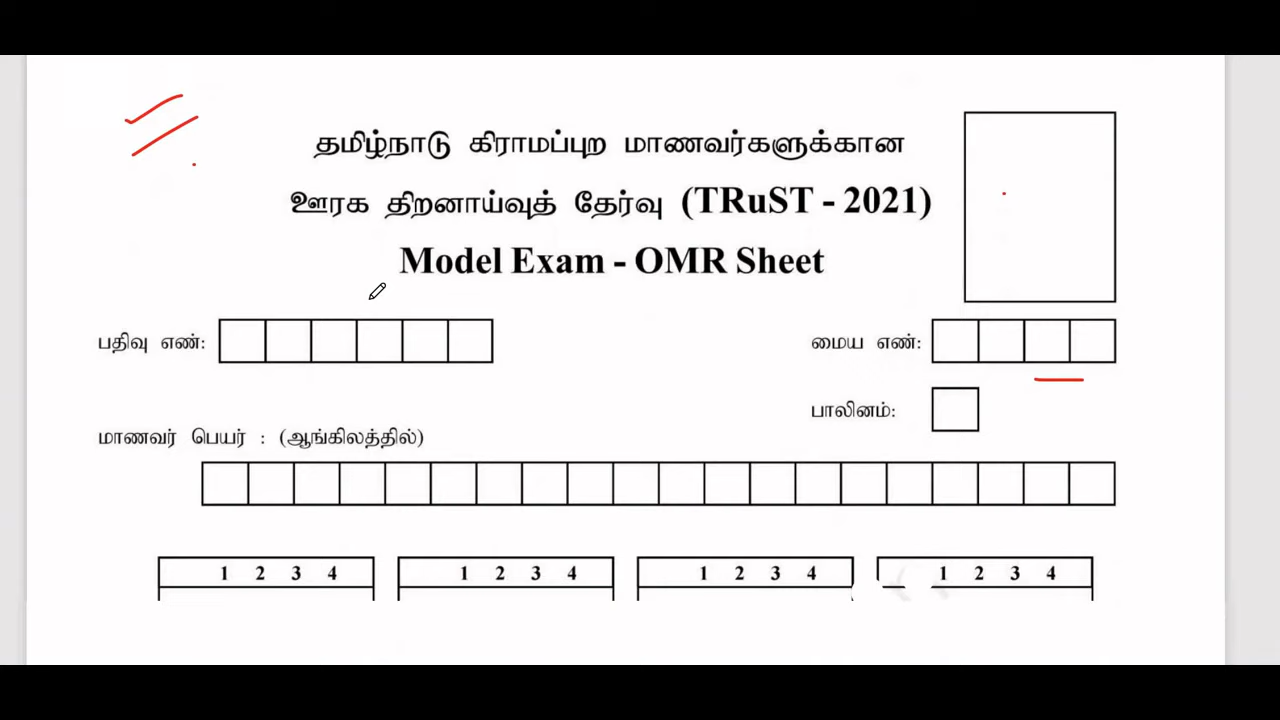 தமிழ்நாடு கிராமப்புற மாணவர்களுக்கான
ஊரக திறனாய்வுத் தேர்வு (TRuST - 2021)
Model Exam - OMR Sheet
பதிவு எண்:
மைய எண்:
பாலினம்:
மாணவர் பெயர் : (ஆங்கிலத்தில்)
1 2 3 4 1 2 3 4 1 2 3 4 1 2 3 4